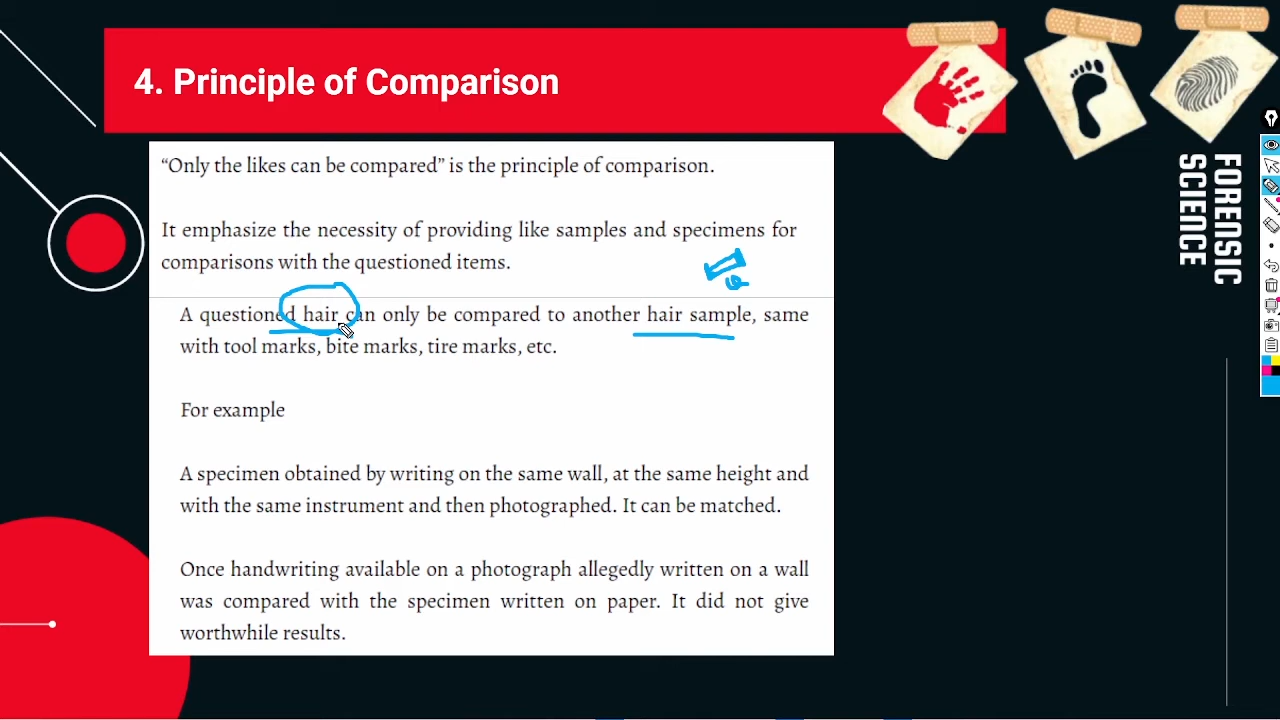 4. Principle of Comparison
“Only the likes can be compared” is the principle of comparison.
It emphasize the necessity of providing like samples and specimens for
comparisons with the questioned items.
A questioned hair can only be compared to another hair sample, same
with tool marks, bite marks, tire marks, etc.
For example
A specimen obtained by writing on the same wall, at the same height and
with the same instrument and then photographed. It can be matched.
Once handwriting available on a photograph allegedly written on a wall
was compared with the specimen written on paper. It did not give
worthwhile results.
FORENSIC
SCIENCE